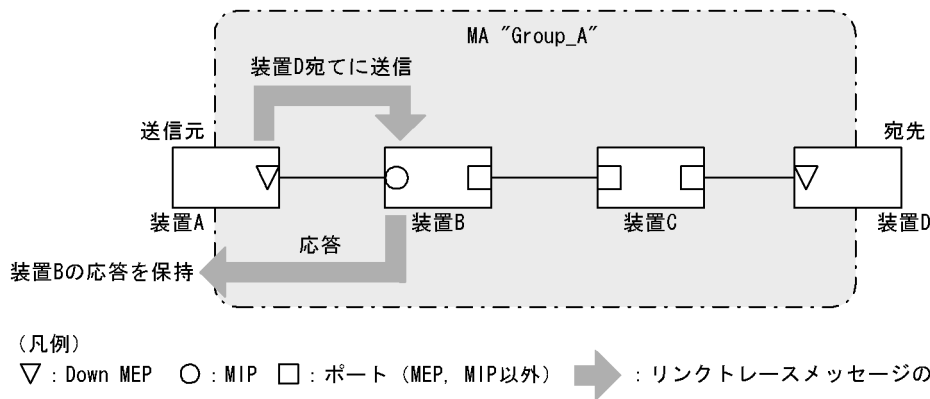 MA "Group_A"
装置D宛てに送信
送信元
宛先
装置A
装置B
装置C
装置D
応答
装置Bの応答を保持
(凡例)
▽：Down MEP ○：MIP □：ポート（MEP, MIP以外） ：リンクトレースメッセージの